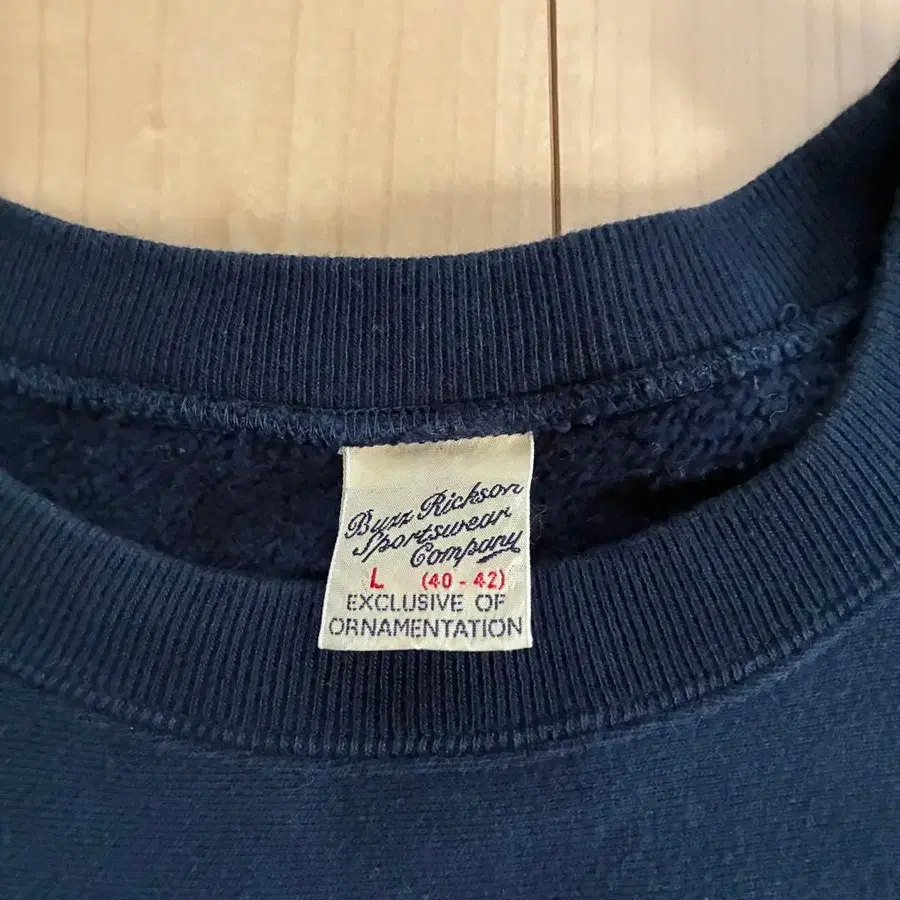 Buzz Rickson
Sportswear
Company
L (40 - 42)
EXCLUSIVE OF
ORNAMENTATION